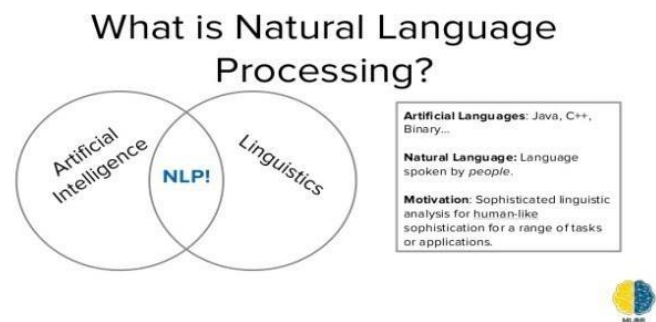 What is Natural Language
Processing?
Artificial
Intelligence
NLP!
Linguistics
Artificial Languages: Java, C++,
Binary...
Natural Language: Language
spoken by people.
Motivation: Sophisticated linguistic
analysis for human-like
sophistication for a range of tasks
or applications.